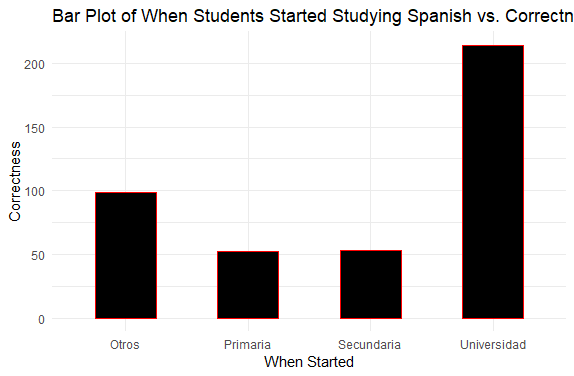 Bar Plot of When Students Started Studying Spanish vs. Correctn
200
150
100
50
0
Correctness
Otros Primaria Secundaria Universidad
When Started